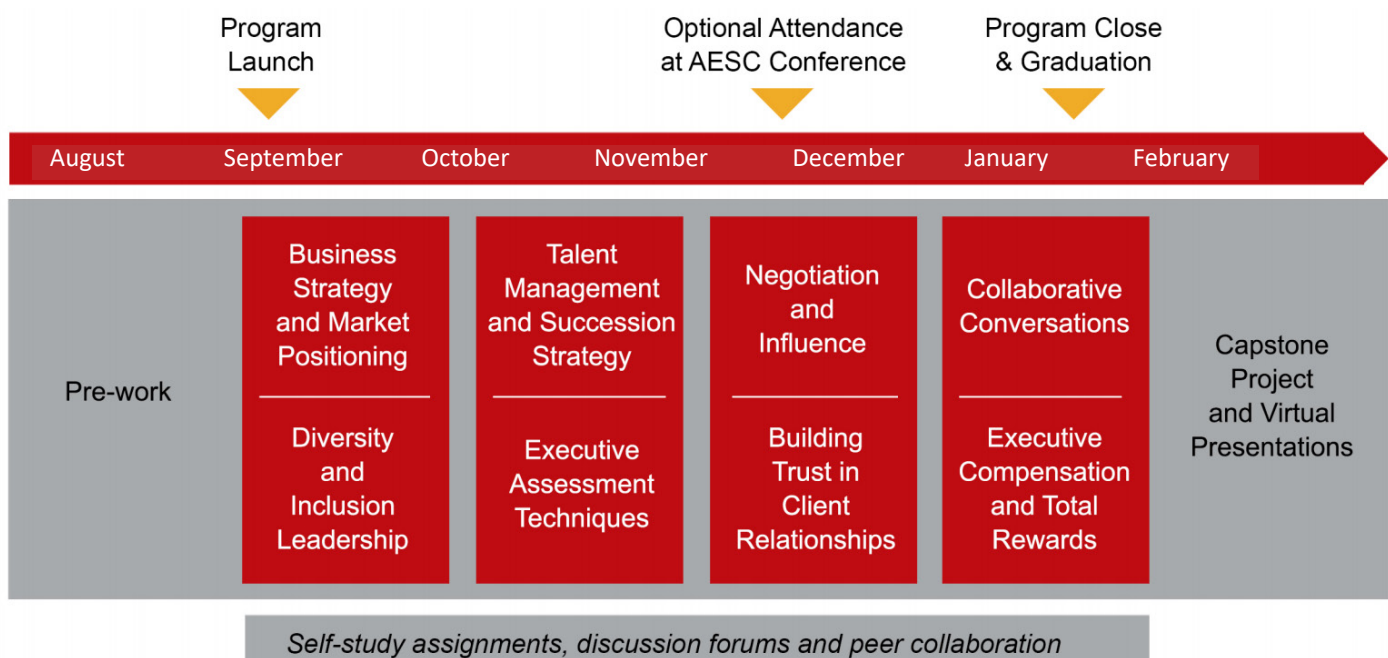 Program
Launch
Optional Attendance
at AESC Conference
Program Close
& Graduation
August September October November December January February
Pre-work
Business
Strategy
and Market
Positioning
Diversity
and
Inclusion
Leadership
Talent
Management
and Succession
Strategy
Executive
Assessment
Techniques
Negotiation
and
Influence
Building
Trust in
Client
Relationships
Collaborative
Conversations
Executive
Compensation
and Total
Rewards
Capstone
Project
and Virtual
Presentations
Self-study assignments, discussion forums and peer collaboration